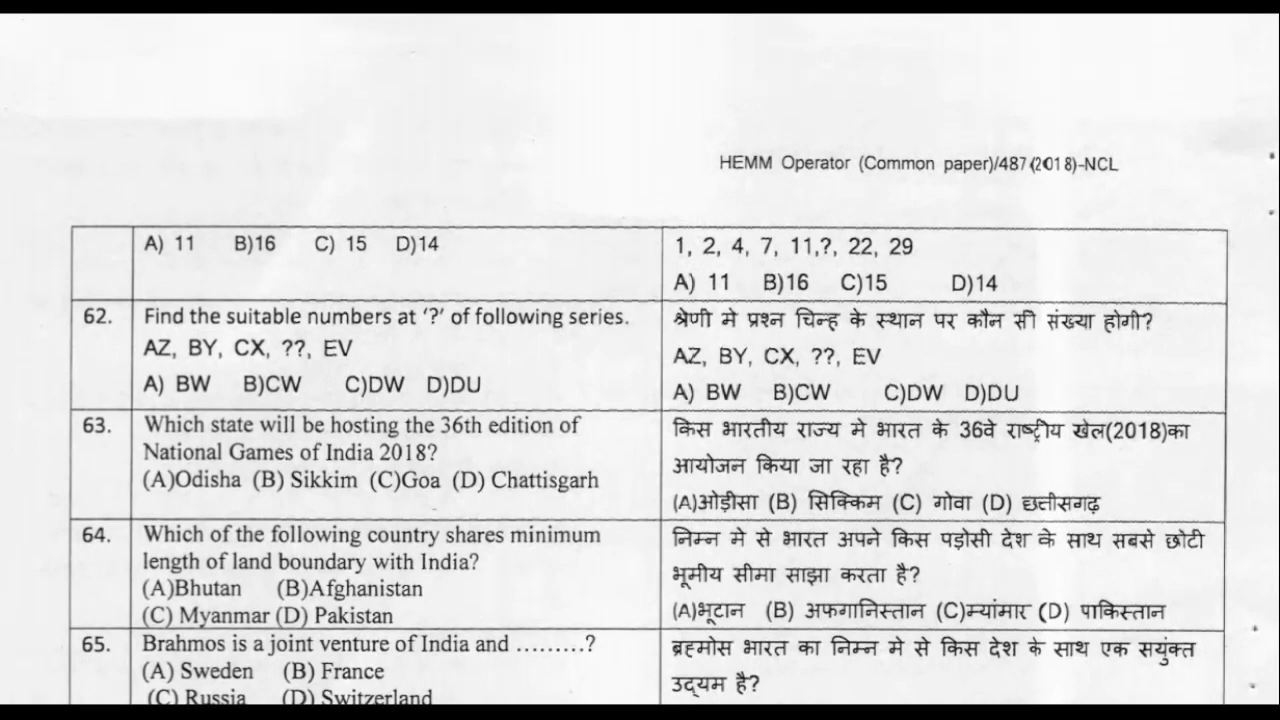 HEMM Operator (Common paper)/487(2018)-NCL
A) 11 B)16 C) 15 D)14
1, 2, 4, 7, 11,?, 22, 29
A) 11 B)16 C)15 D)14
62. Find the suitable numbers at ‘?’ of following series.
AZ, BY, CX, ??, EV
A) BW B)CW C)DW D)DU
श्रेणी मे प्रश्न चिन्ह के स्थान पर कौन सी संख्या होगी?
AZ, BY, CX, ??, EV
A) BW B)CW C)DW D)DU
63. Which state will be hosting the 36th edition of
National Games of India 2018?
(A)Odisha (B) Sikkim (C)Goa (D) Chattisgarh
किस भारतीय राज्य मे भारत के 36वे राष्ट्रीय खेल(2018)का
आयोजन किया जा रहा है?
(A)ओड़ीसा (B) सिक्किम (C) गोवा (D) छत्तीसगढ़
64. Which of the following country shares minimum
length of land boundary with India?
(A)Bhutan (B)Afghanistan
(C) Myanmar (D) Pakistan
निम्न मे से भारत अपने किस पड़ोसी देश के साथ सबसे छोटी
भूमीय सीमा साझा करता है?
(A)भूटान (B) अफगानिस्तान (C)म्यांमार (D) पाकिस्तान
65. Brahmos is a joint venture of India and .........?
(A) Sweden (B) France
(C) Russia (D) Switzerland
ब्रह्मोस भारत का निम्न मे से किस देश के साथ एक सयुंक्त
उद्यम है?